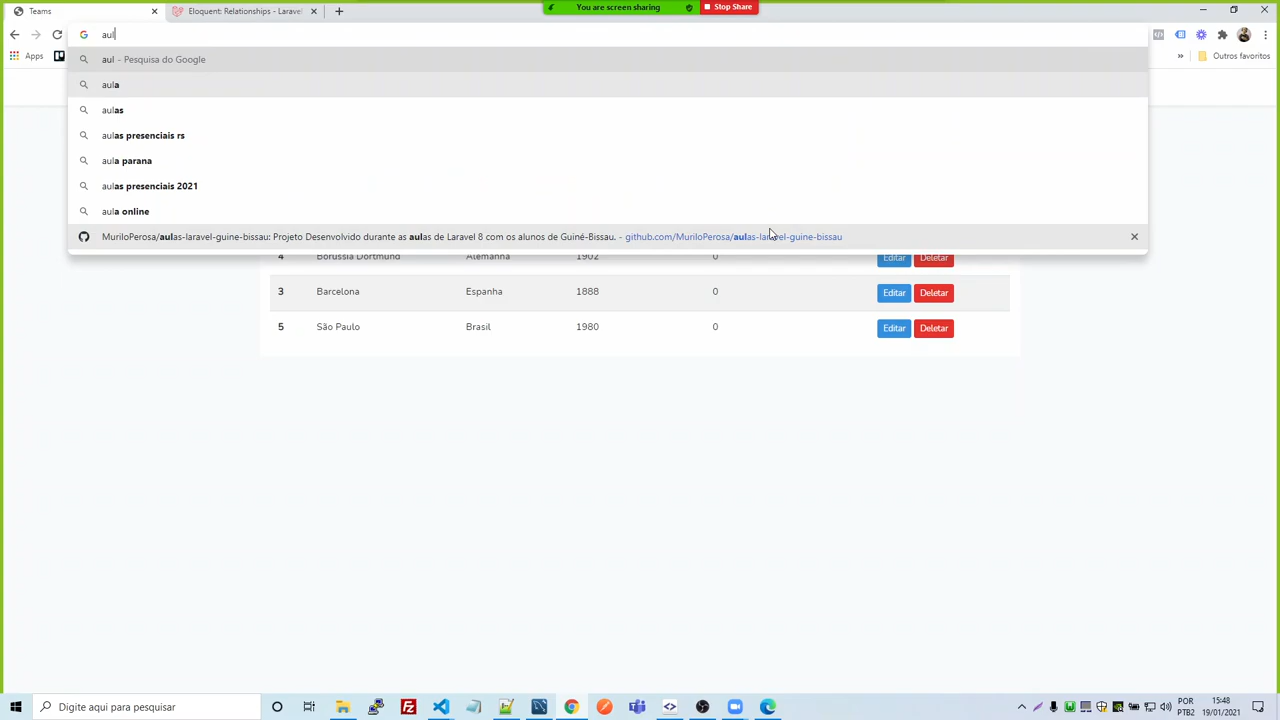 Teams
Eloquent: Relationships - Laravel
You are screen sharing
Stop Share
aul
Apps
Outros favoritos
aul - Pesquisa do Google
aula
aulas
aulas presenciais rs
aula parana
aulas presenciais 2021
aula online
MuriloPerosa/aulas-laravel-guine-bissau: Projeto Desenvolvido durante as aulas de Laravel 8 com os alunos de Guiné-Bissau. - github.com/MuriloPerosa/aulas-laravel-guine-bissau
4 Borussia Dortmund Alemanha 1902 0 Editar Deletar
3 Barcelona Espanha 1888 0 Editar Deletar
5 São Paulo Brasil 1980 0 Editar Deletar
Digite aqui para pesquisar
POR 15:48
PTB2 19/01/2021